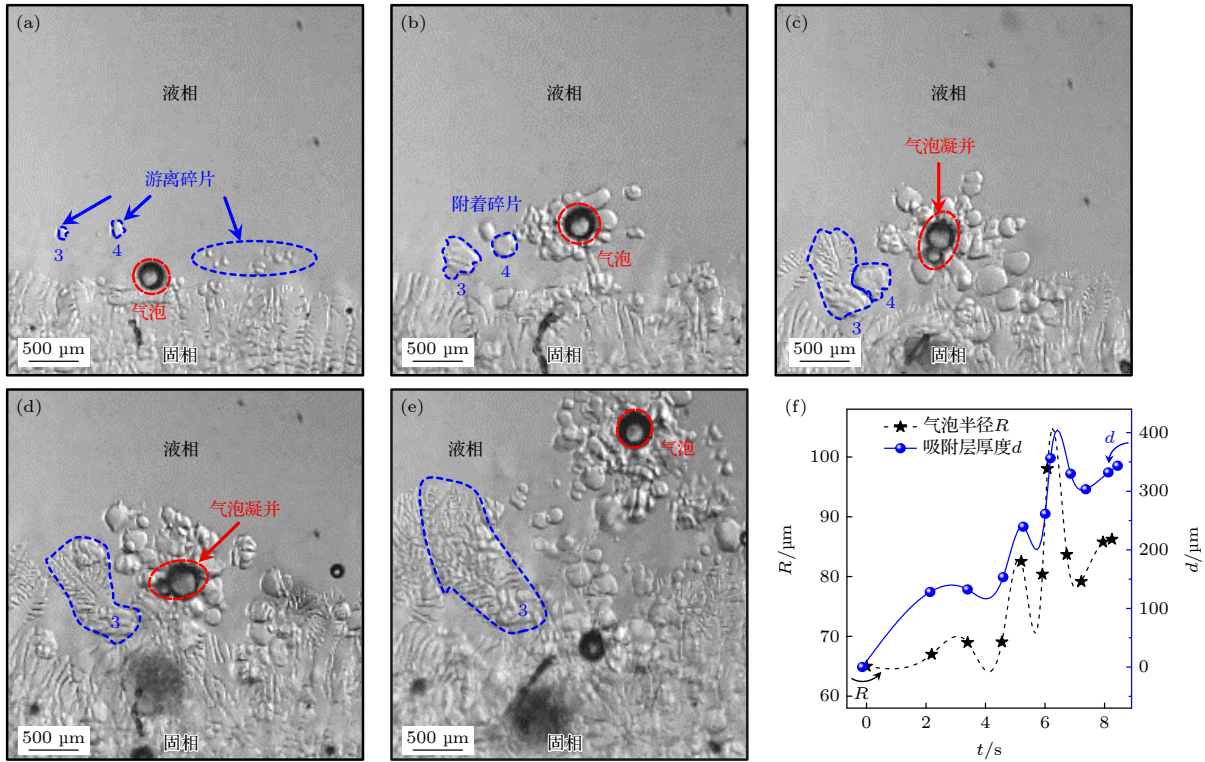 (a)
液相
游离碎片
3
4
气泡
500 µm
固相
(b)
液相
附着碎片
3
4
气泡
500 µm
固相
(c)
液相
气泡凝并
3
4
500 µm
固相
(d)
液相
气泡凝并
3
500 µm
固相
(e)
液相
气泡
3
500 µm
固相
(f)
气泡半径R
吸附层厚度d
d
R
R/µm
100
90
80
70
60
d/µm
400
300
200
100
0
0 2 4 6 8
t/s